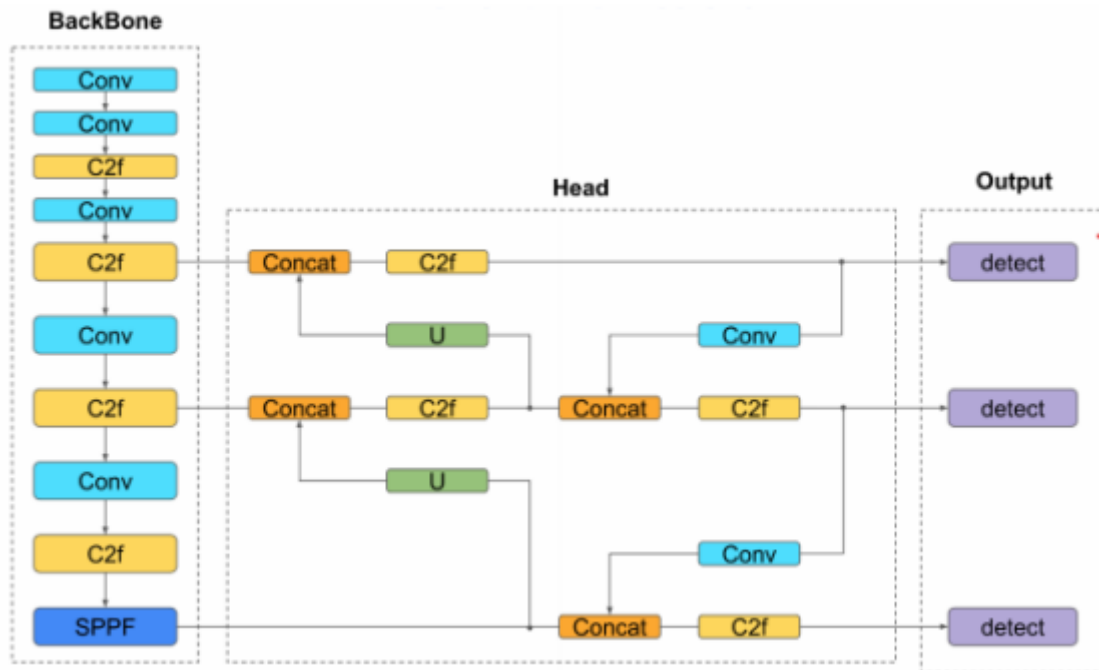 BackBone
Conv
Conv
C2f
Conv
C2f
Conv
C2f
Conv
C2f
SPPF
Head
Concat
C2f
U
Conv
Concat
C2f
Concat
C2f
U
Conv
Concat
C2f
Output
detect
detect
detect